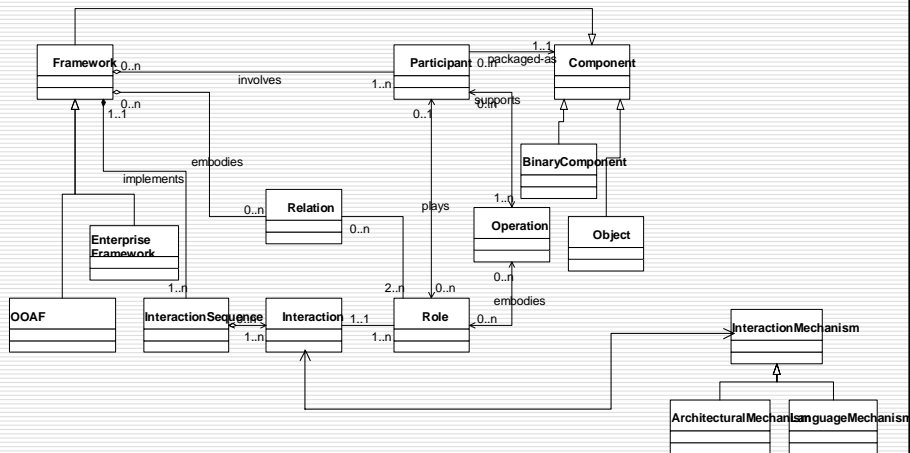 1..1
Framework
0..n
Participant
0..n
packaged-as
Component
involves
1..n
0..n
1..1
supports
0..n
0..1
embodies
BinaryComponent
implements
1..n
plays
0..n
Relation
0..n
Operation
Object
Enterprise
Framework
0..n
1..n
2..n
0..n
embodies
OOAF
InteractionSequence
Interaction
1..1
Role
0..n
1..n
1..n
InteractionMechanism
ArchitecturalMechanism
LanguageMechanism